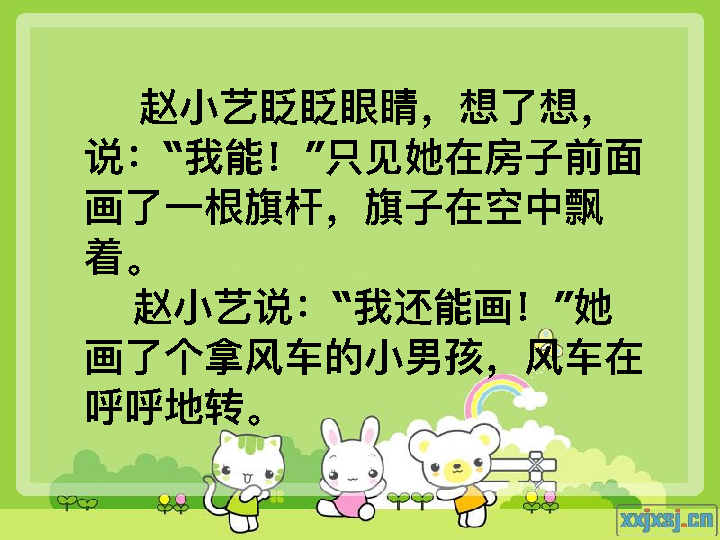 赵小艺眨眨眼睛，想了想，
说：“我能！”只见她在房子前面
画了一根旗杆，旗子在空中飘
着。
赵小艺说：“我还能画！”她
画了个拿风车的小男孩，风车在
呼呼地转。
xxjxsj.cn